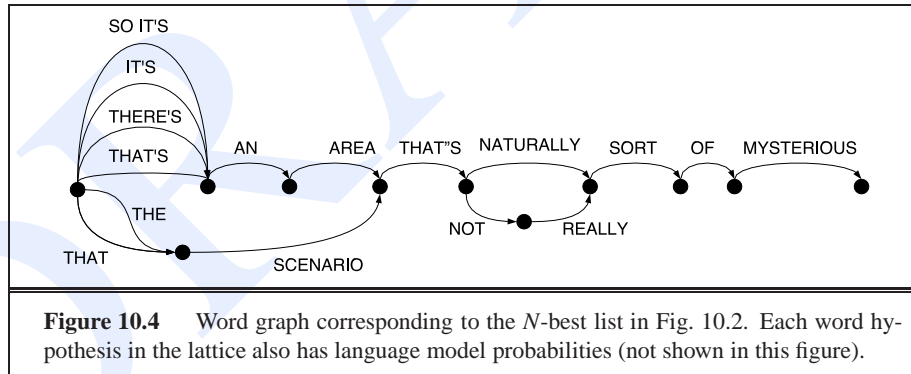 SO IT'S
IT'S
THERE'S
THAT'S
AN
AREA
THAT"S
NATURALLY
SORT
OF
MYSTERIOUS
THE
NOT
REALLY
THAT
SCENARIO
Figure 10.4 Word graph corresponding to the N-best list in Fig. 10.2. Each word hy-
pothesis in the lattice also has language model probabilities (not shown in this figure).